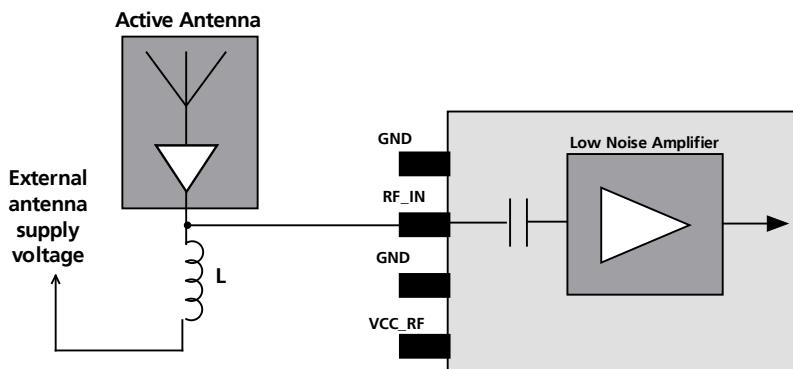 Active Antenna
External
antenna
supply
voltage
L
GND
RF_IN
GND
VCC_RF
Low Noise Amplifier